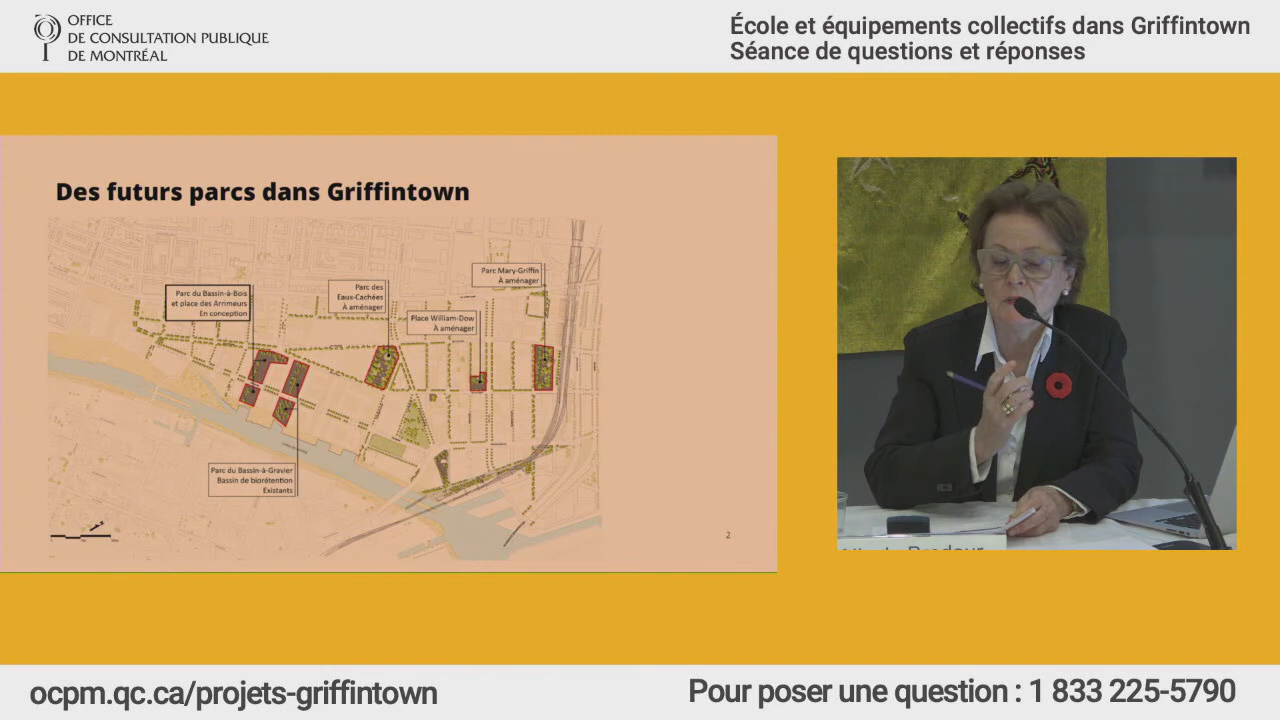 OFFICE
DE CONSULTATION PUBLIQUE
DE MONTRÉAL
École et équipements collectifs dans Griffintown
Séance de questions et réponses
Des futurs parcs dans Griffintown
Parc Mary-Griffin
À aménager
Parc des
Eaux-Cachées
À aménager
Parc du Bassin-à-Bois
et place des Arrimeurs
En conception
Place William-Dow
À aménager
Parc du Bassin-à-Gravier
Bassin de biorétention
Existants
2
ocpm.qc.ca/projets-griffintown
Pour poser une question : 1 833 225-5790